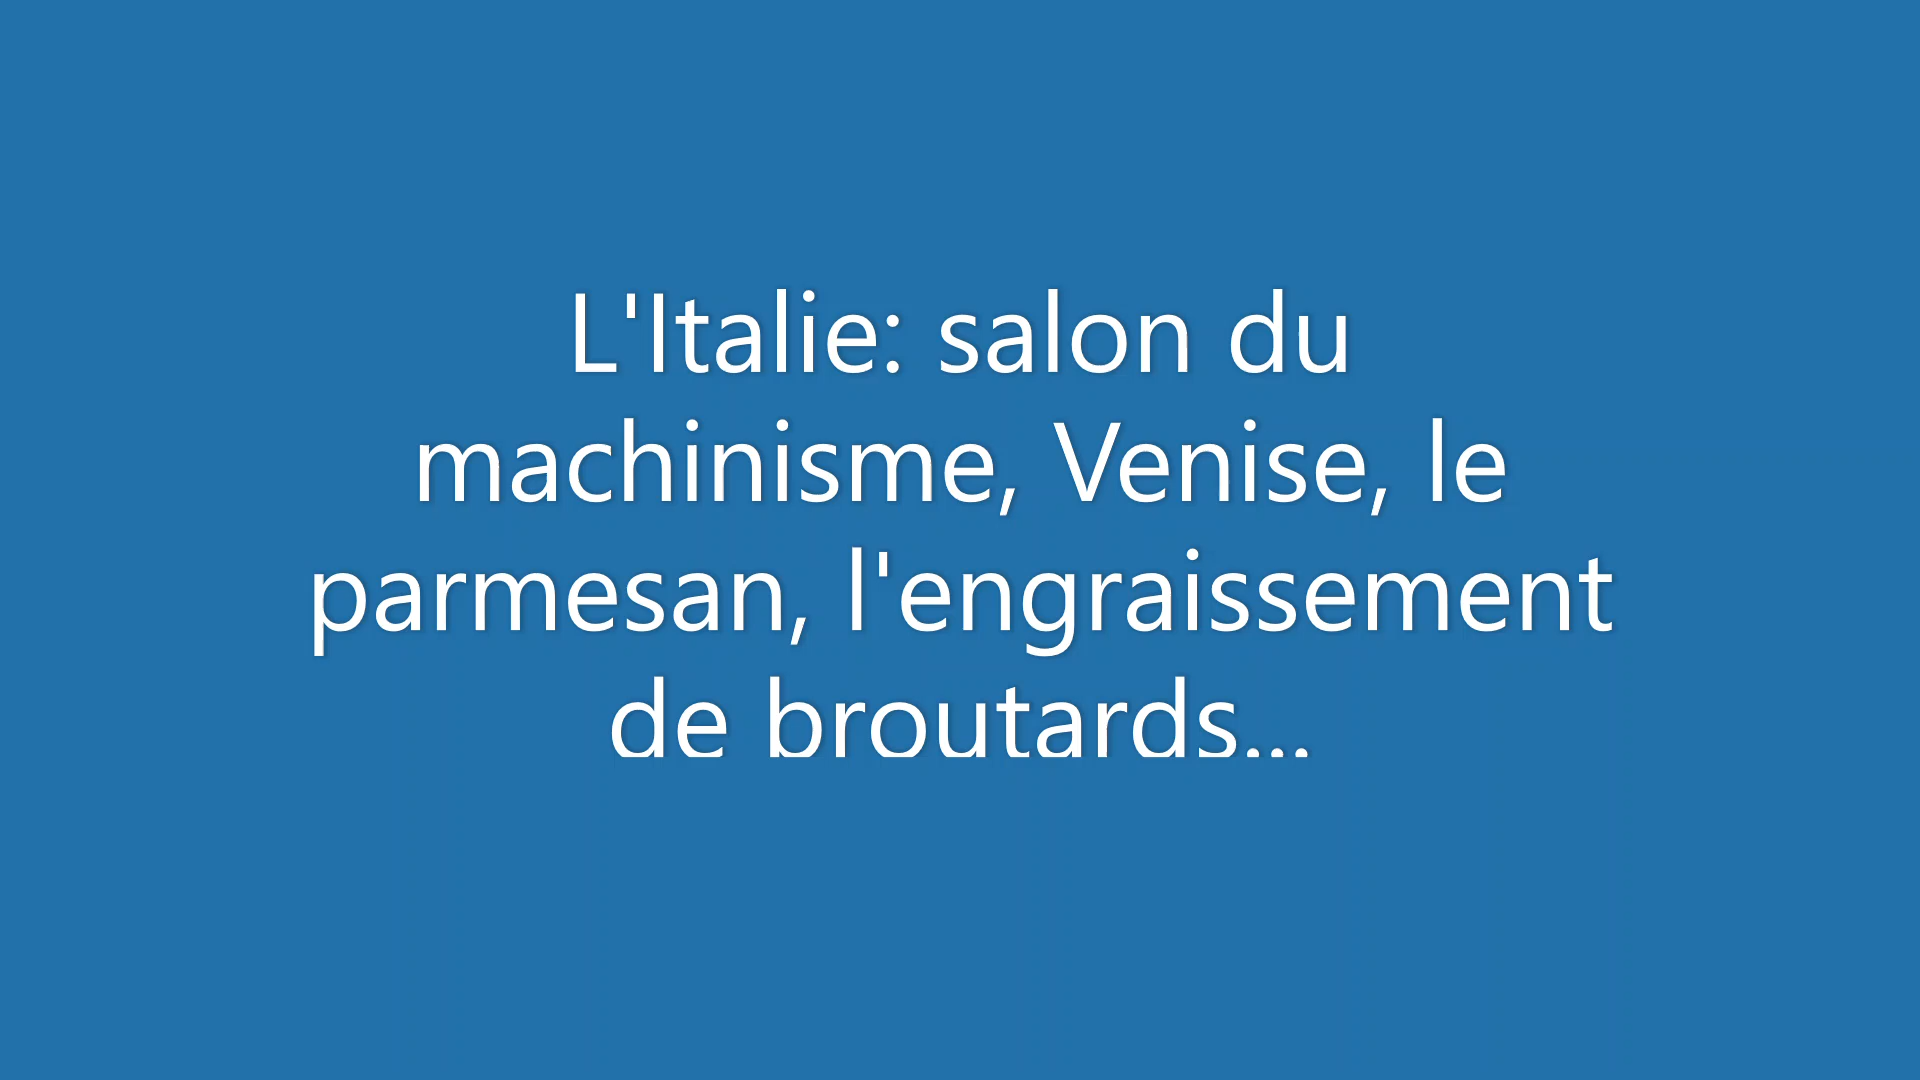 L'Italie: salon du
machinisme, Venise, le
parmesan, l'engraissement
de broutards...